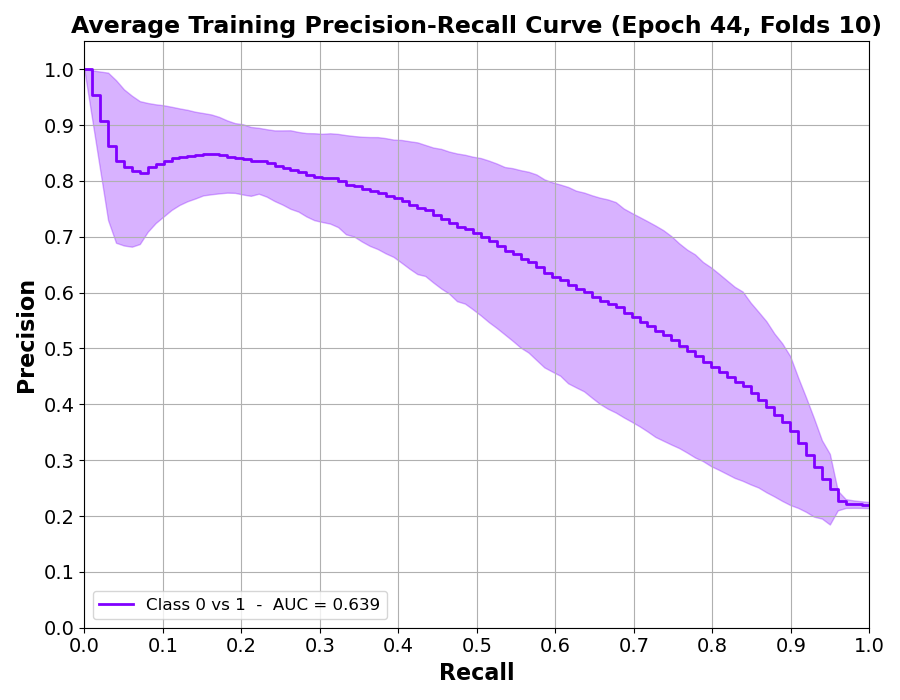 Average Training Precision-Recall Curve (Epoch 44, Folds 10)
Precision
1.0
0.9
0.8
0.7
0.6
0.5
0.4
0.3
0.2
0.1
0.0
Class 0 vs 1 - AUC = 0.639
0.0 0.1 0.2 0.3 0.4 0.5 0.6 0.7 0.8 0.9 1.0
Recall